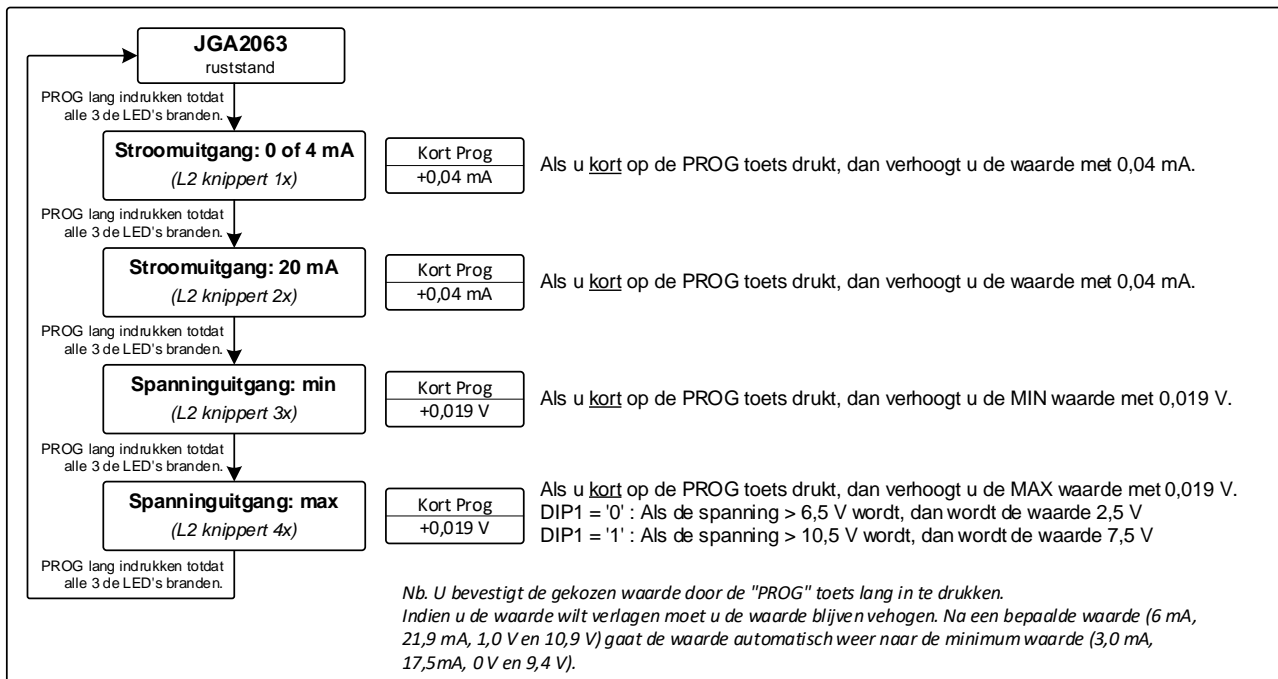 JGA2063
ruststand
PROG lang indrukken totdat
alle 3 de LED's branden.
Stroomuitgang: 0 of 4 mA
(L2 knippert 1x)
Kort Prog
+0,04 mA
Als u kort op de PROG toets drukt, dan verhoogt u de waarde met 0,04 mA.
PROG lang indrukken totdat
alle 3 de LED's branden.
Stroomuitgang: 20 mA
(L2 knippert 2x)
Kort Prog
+0,04 mA
Als u kort op de PROG toets drukt, dan verhoogt u de waarde met 0,04 mA.
PROG lang indrukken totdat
alle 3 de LED's branden.
Spanninguitgang: min
(L2 knippert 3x)
Kort Prog
+0,019 V
Als u kort op de PROG toets drukt, dan verhoogt u de MIN waarde met 0,019 V.
PROG lang indrukken totdat
alle 3 de LED's branden.
Spanninguitgang: max
(L2 knippert 4x)
Kort Prog
+0,019 V
Als u kort op de PROG toets drukt, dan verhoogt u de MAX waarde met 0,019 V.
DIP1 = '0' : Als de spanning > 6,5 V wordt, dan wordt de waarde 2,5 V
DIP1 = '1' : Als de spanning > 10,5 V wordt, dan wordt de waarde 7,5 V
PROG lang indrukken totdat
alle 3 de LED's branden.
Nb. U bevestigt de gekozen waarde door de "PROG" toets lang in te drukken.
Indien u de waarde wilt verlagen moet u de waarde blijven vehogen. Na een bepaalde waarde (6 mA,
21,9 mA, 1,0 V en 10,9 V) gaat de waarde automatisch weer naar de minimum waarde (3,0 mA,
17,5mA, 0 V en 9,4 V).